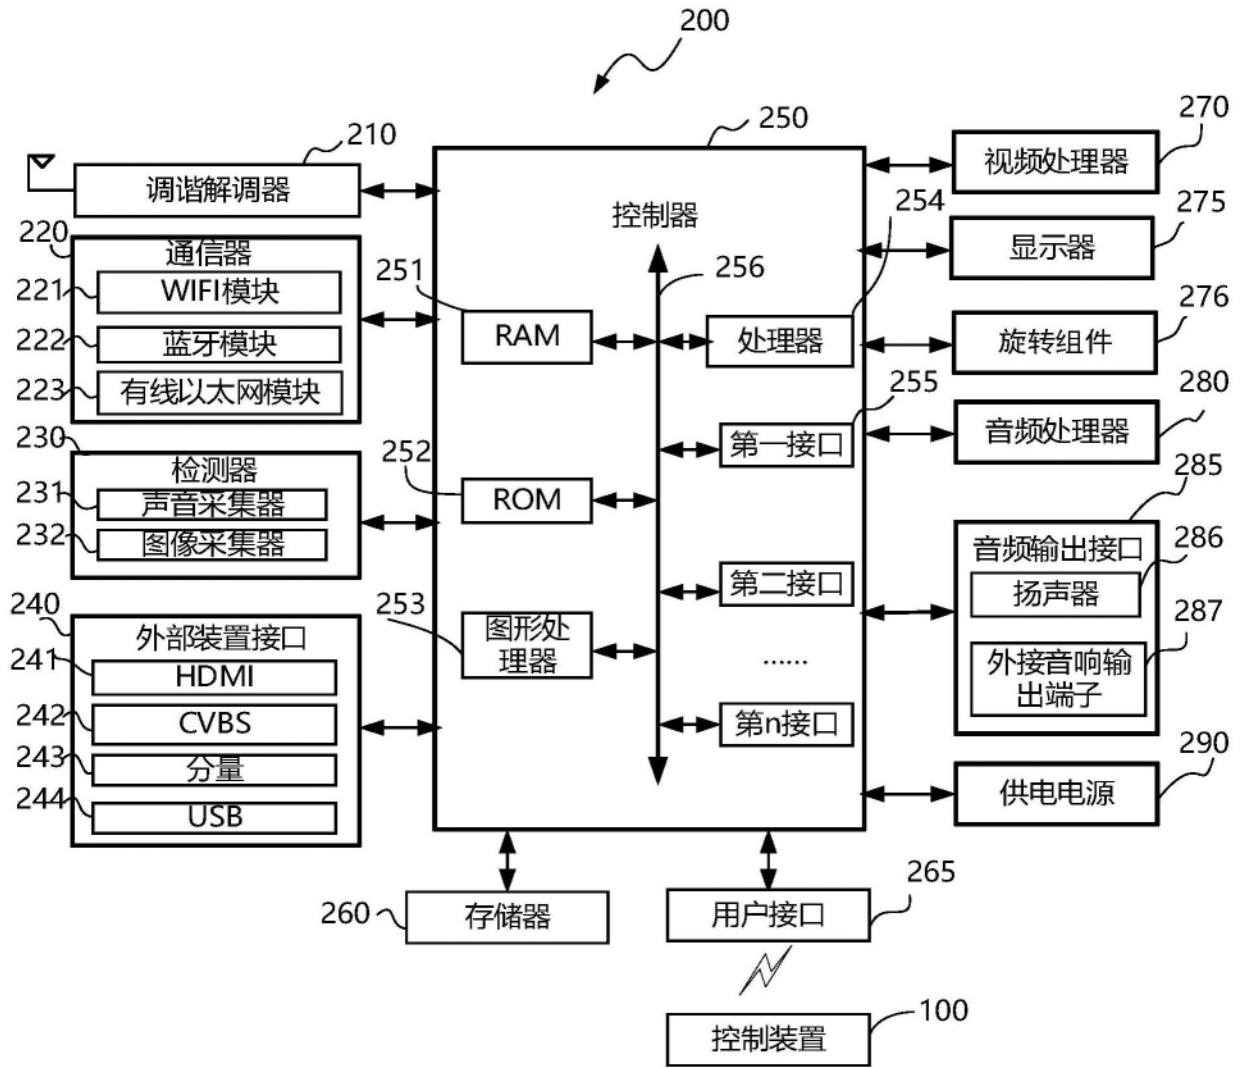 200
210
调谐解调器
220
通信器
221
WIFI模块
222
蓝牙模块
223
有线以太网模块
230
检测器
231
声音采集器
232
图像采集器
240
外部装置接口
241
HDMI
242
CVBS
243
分量
244
USB
250
控制器
251
RAM
252
ROM
253
图形处
理器
254
处理器
256
255
第一接口
第二接口
......
第n接口
260
存储器
265
用户接口
100
控制装置
270
视频处理器
275
显示器
276
旋转组件
280
音频处理器
285
音频输出接口
286
扬声器
287
外接音响输
出端子
290
供电电源